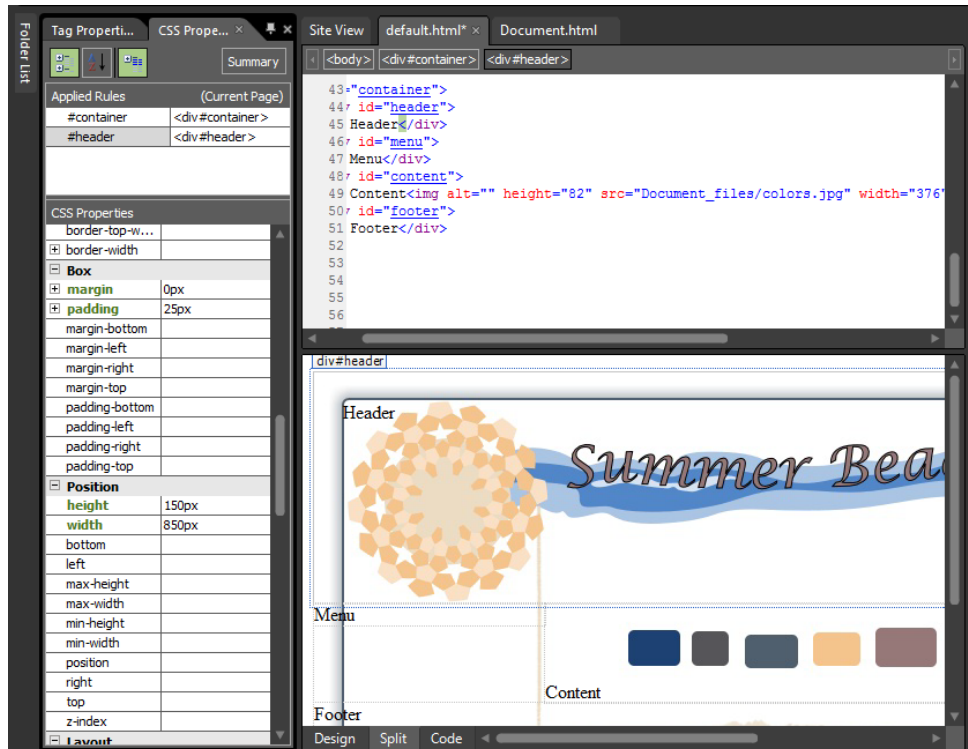 Folder List
Tag Properti...
CSS Prope... ×
Summary
Applied Rules (Current Page)
#container <div#container>
#header <div#header>
CSS Properties
border-top-w...
border-width
Box
margin 0px
padding 25px
margin-bottom
margin-left
margin-right
margin-top
padding-bottom
padding-left
padding-right
padding-top
Position
height 150px
width 850px
bottom
left
max-height
max-width
min-height
min-width
position
right
top
z-index
Layout
Site View default.html* × Document.html
<body> <div#container> <div#header>
43 ="container">
44 id="header">
45 Header</div>
46 id="menu">
47 Menu</div>
48 id="content">
49 Content<img alt="" height="82" src="Document_files/colors.jpg" width="376"
50 id="footer">
51 Footer</div>
52
53
54
55
56
div#header
Header
Summer Bea
Menu
Content
Footer
Design Split Code